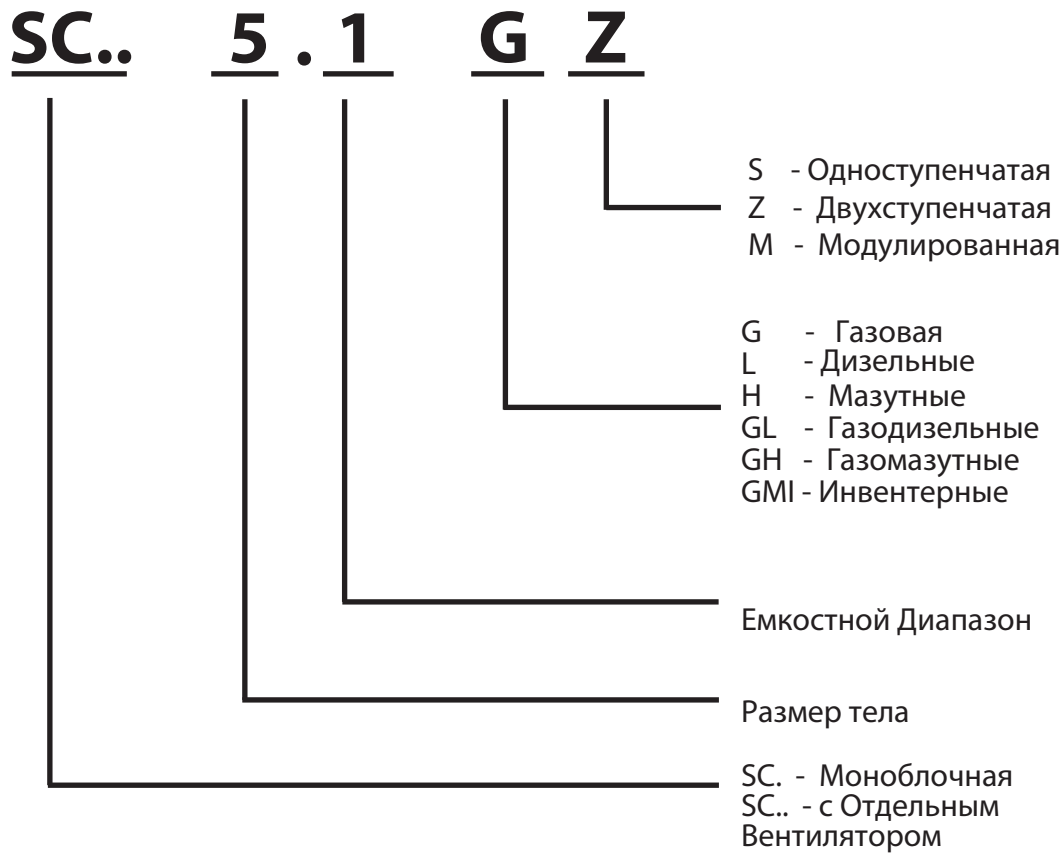 SC.. 5 . 1 G Z
S - Одноступенчатая
Z - Двухступенчатая
M - Модулированная
G - Газовая
L - Дизельные
H - Мазутные
GL - Газодизельные
GH - Газомазутные
GMI - Инвентерные
Емкостной Диапазон
Размер тела
SC. - Моноблочная
SC.. - с Отдельным
Вентилятором